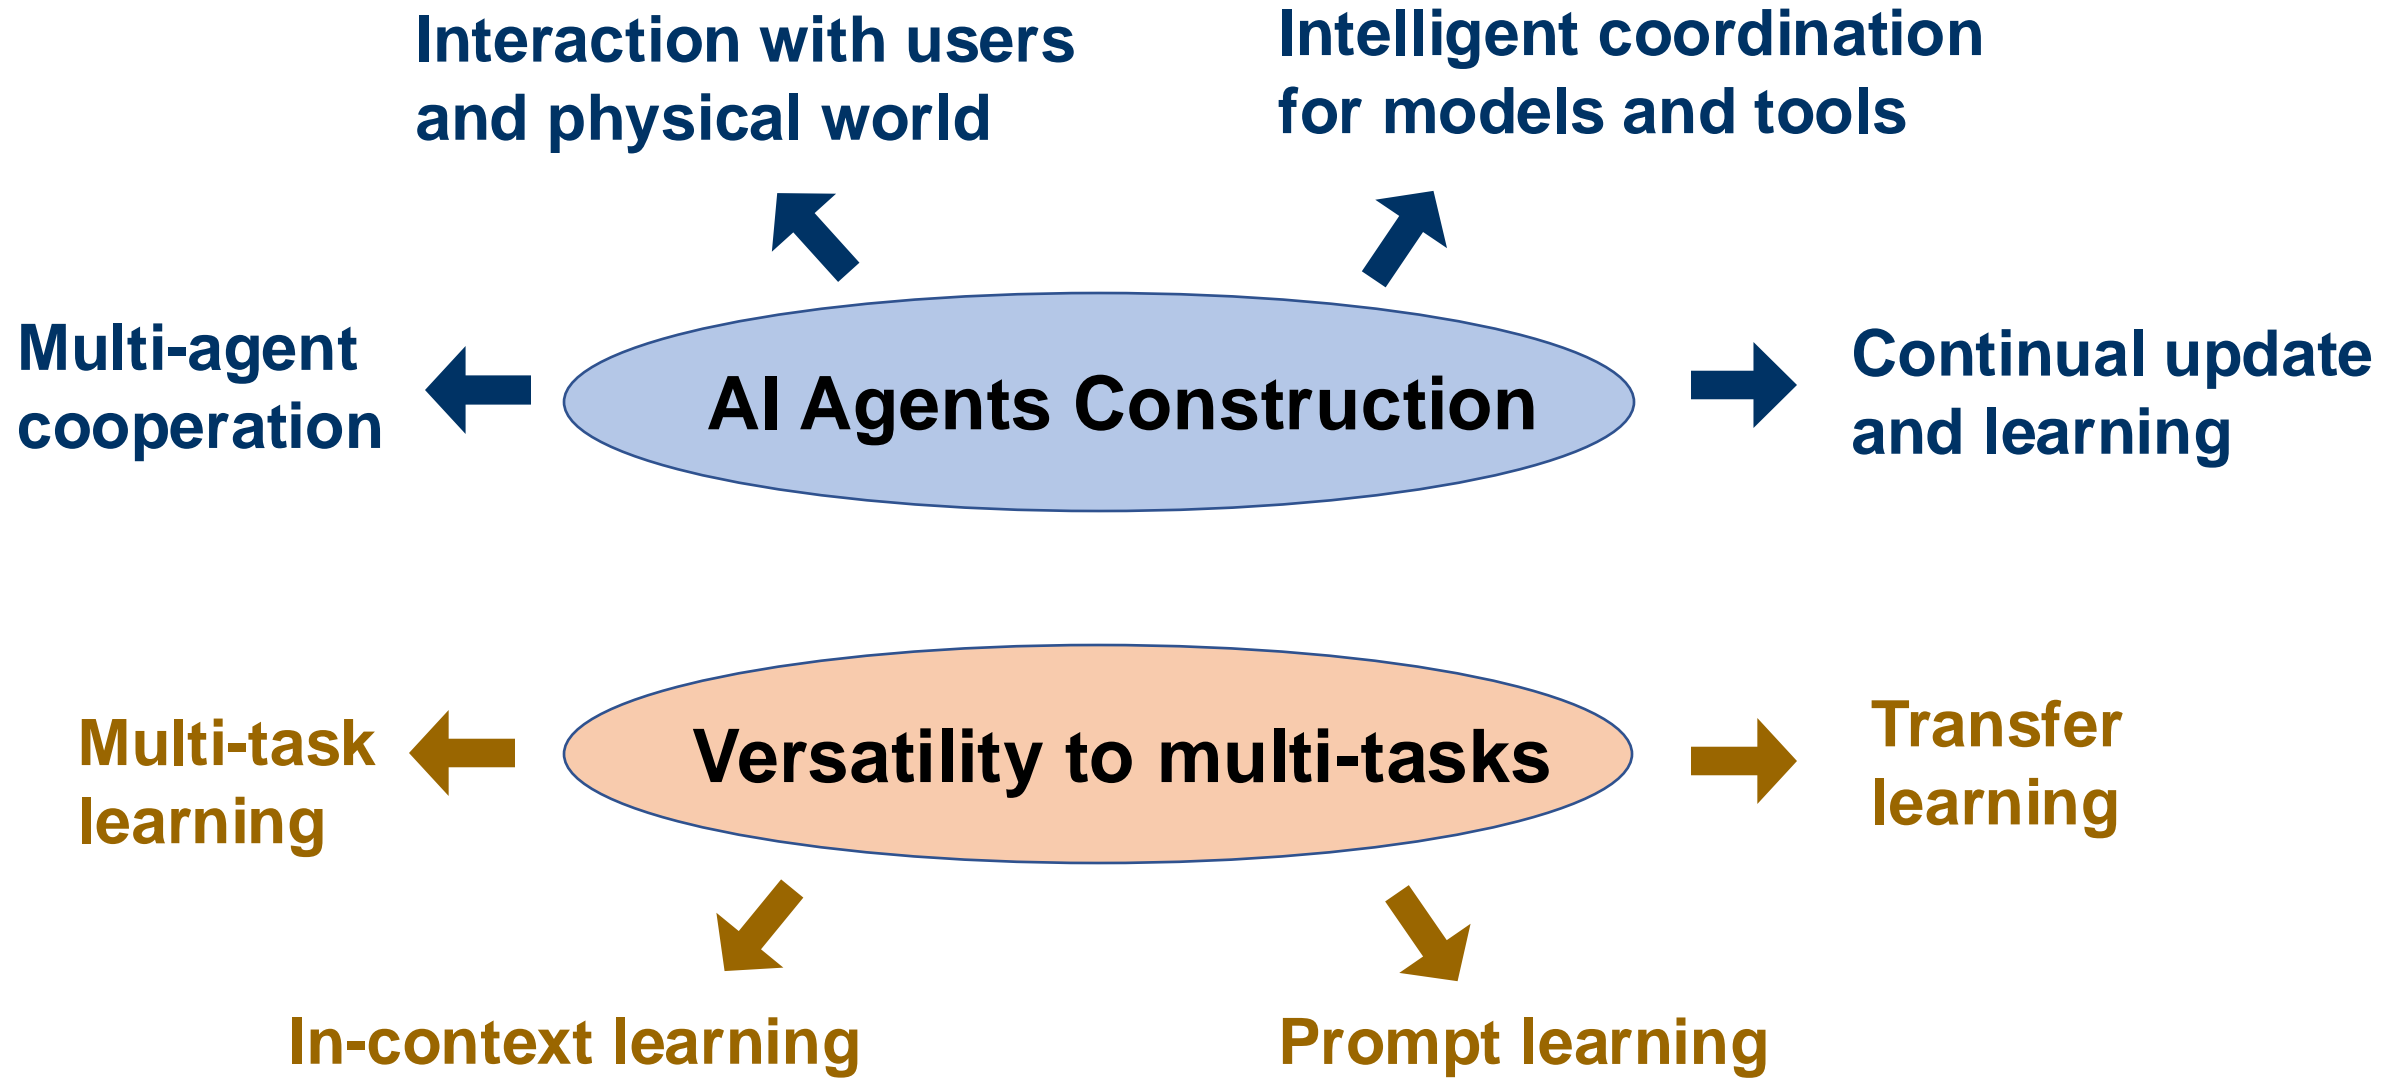 Interaction with users
and physical world
Intelligent coordination
for models and tools
Multi-agent
cooperation
AI Agents Construction
Continual update
and learning
Multi-task
learning
Versatility to multi-tasks
Transfer
learning
In-context learning
Prompt learning